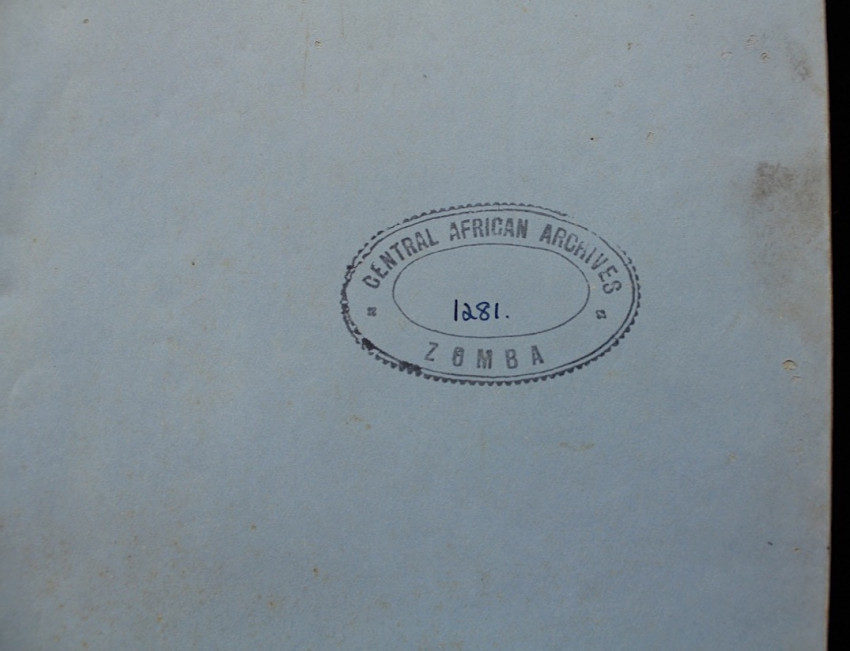 CENTRAL AFRICAN ARCHIVES
1281.
ZOMBA